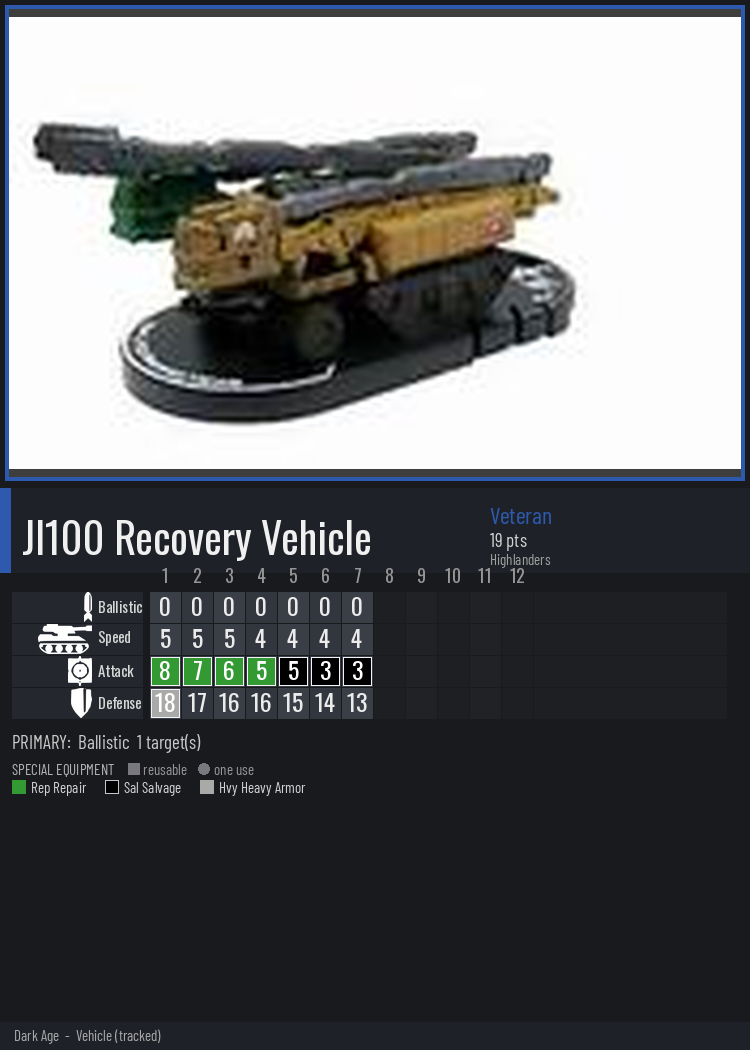 JI100 Recovery Vehicle
Veteran
19 pts
Highlanders
1 2 3 4 5 6 7 8 9 10 11 12
Ballistic 0 0 0 0 0 0 0
Speed 5 5 5 4 4 4 4
Attack 8 7 6 5 5 3 3
Defense 18 17 16 16 15 14 13
PRIMARY: Ballistic 1 target(s)
SPECIAL EQUIPMENT reusable one use
Rep Repair Sal Salvage Hvy Heavy Armor
Dark Age - Vehicle (tracked)